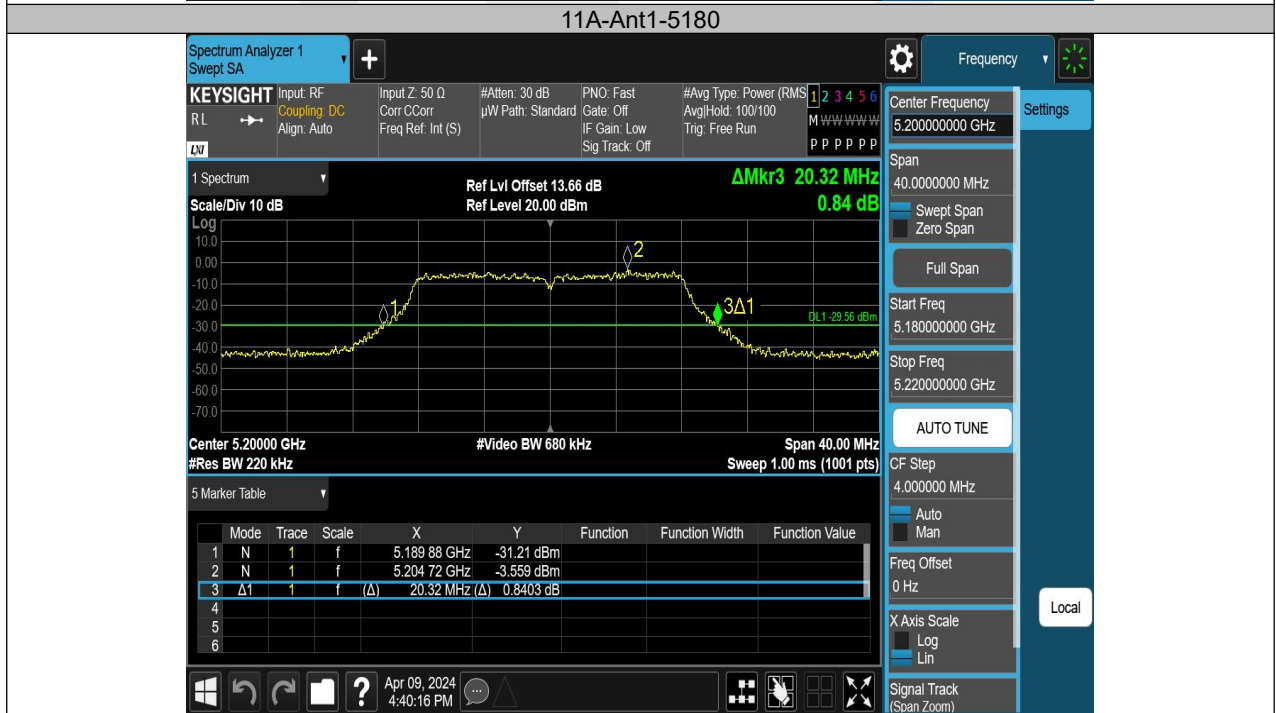 11A-Ant1-5180
Spectrum Analyzer 1
Swept SA
+
Frequency
KEYSIGHT
RL
LXI
Input: RF
Coupling: DC
Align: Auto
Input Z: 50 Ω
Corr CCorr
Freq Ref: Int (S)
#Atten: 30 dB
µW Path: Standard
PNO: Fast
Gate: Off
IF Gain: Low
Sig Track: Off
#Avg Type: Power (RMS
Avg|Hold: 100/100
Trig: Free Run
1 2 3 4 5 6
M W W W W W
P P P P P P
1 Spectrum
Scale/Div 10 dB
Ref Lvl Offset 13.66 dB
Ref Level 20.00 dBm
ΔMkr3 20.32 MHz
0.84 dB
Log
10.0
0.00
-10.0
-20.0
-30.0
-40.0
-50.0
-60.0
-70.0
1
2
3Δ1
DL1 -29.56 dBm
Center 5.20000 GHz
#Res BW 220 kHz
#Video BW 680 kHz
Span 40.00 MHz
Sweep 1.00 ms (1001 pts)
5 Marker Table
Mode Trace Scale X Y Function Function Width Function Value
1 N 1 f 5.189 88 GHz -31.21 dBm
2 N 1 f 5.204 72 GHz -3.559 dBm
3 Δ1 1 f (Δ) 20.32 MHz (Δ) 0.8403 dB
4
5
6
?
Apr 09, 2024
4:40:16 PM
Center Frequency
5.200000000 GHz
Settings
Span
40.0000000 MHz
Swept Span
Zero Span
Full Span
Start Freq
5.180000000 GHz
Stop Freq
5.220000000 GHz
AUTO TUNE
CF Step
4.000000 MHz
Auto
Man
Freq Offset
0 Hz
X Axis Scale
Log
Lin
Local
Signal Track
(Span Zoom)